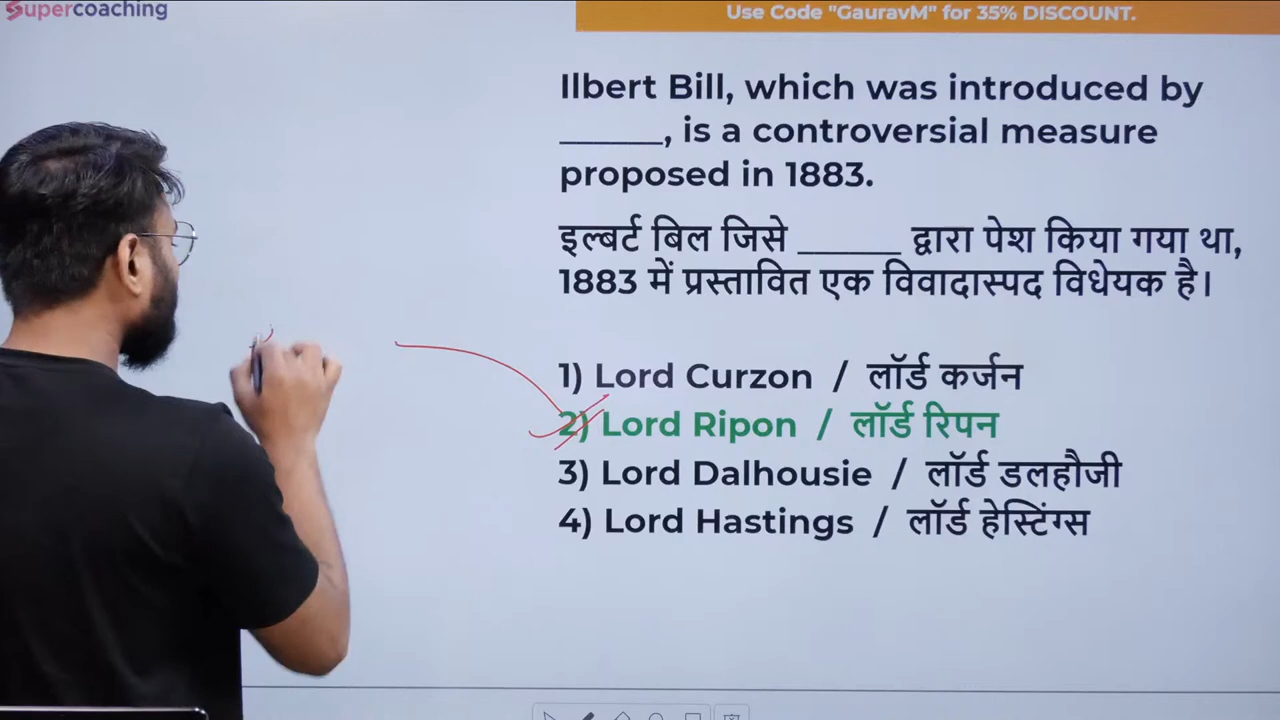 Supercoaching
Use Code "GauravM" for 35% DISCOUNT.
Ilbert Bill, which was introduced by
______, is a controversial measure
proposed in 1883.
इल्बर्ट बिल जिसे ______ द्वारा पेश किया गया था,
1883 में प्रस्तावित एक विवादास्पद विधेयक है।
1) Lord Curzon / लॉर्ड कर्जन
2) Lord Ripon / लॉर्ड रिपन
3) Lord Dalhousie / लॉर्ड डलहौजी
4) Lord Hastings / लॉर्ड हेस्टिंग्स